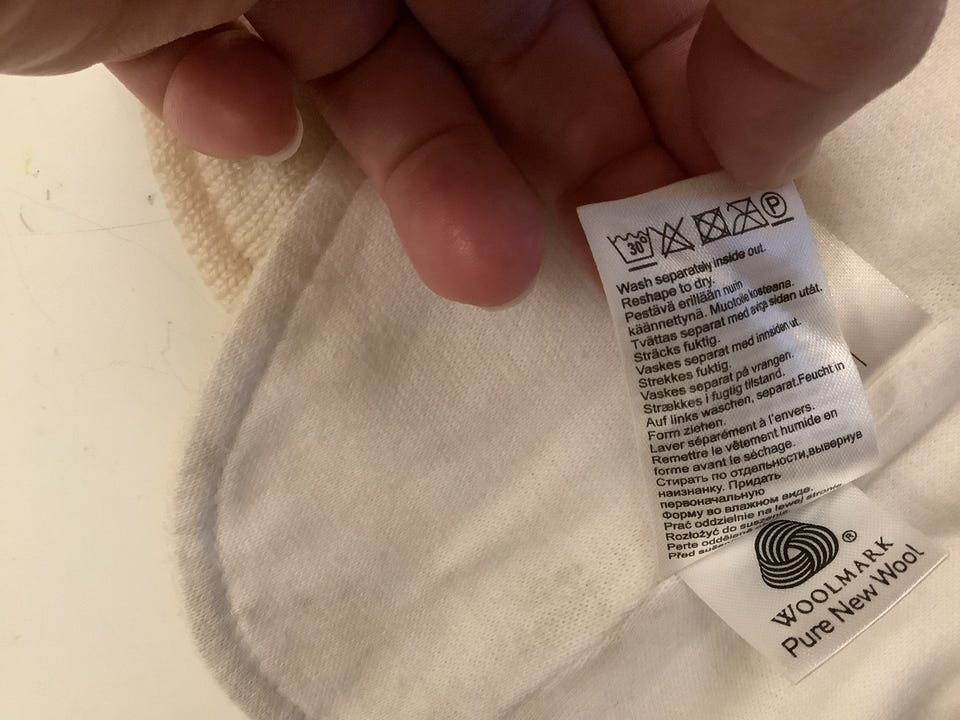 30°
P
Wash separately inside out.
Reshape to dry.
Pestävä erillään nurin
käännettynä. Muotoile kosteana.
Tvättas separat med aviga sidan utåt.
Sträcks fuktig.
Vaskes separat med innsiden ut.
Strekkes fuktig.
Vaskes separat på vrangen.
Strækkes i fugtig tilstand.
Auf links waschen, separat.Feucht in
Form ziehen.
Laver séparément à l'envers.
Remettre le vêtement humide en
forme avant le séchage.
Стирать по отдельности,вывернув
наизнанку. Придать
первоначальную
Форму во влажном виде.
Prać oddzielnie na lewej stronie
Rozłożyć do suszenia.
Perte
Před
®
WOOLMARK
Pure New Wool